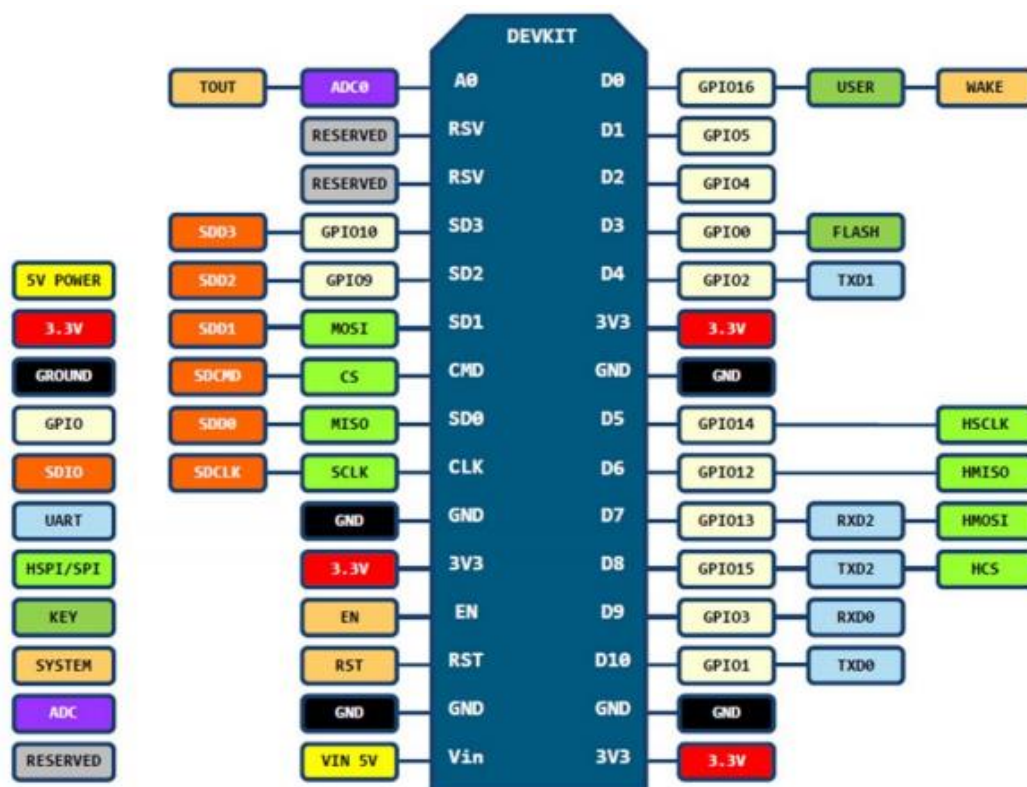 DEVKIT
TOUT ADC0 A0 D0 GPIO16 USER WAKE
RESERVED RSV D1 GPIO5
RESERVED RSV D2 GPIO4
SDD3 GPIO10 SD3 D3 GPIO0 FLASH
5V POWER SDD2 GPIO9 SD2 D4 GPIO2 TXD1
3.3V SDD1 MOSI SD1 3V3 3.3V
GROUND SDCMD CS CMD GND GND
GPIO SDD0 MISO SD0 D5 GPIO14 HSCLK
SDIO SDCLK SCLK CLK D6 GPIO12 HMISO
UART GND GND D7 GPIO13 RXD2 HMOSI
HSPI/SPI 3.3V 3V3 D8 GPIO15 TXD2 HCS
KEY EN EN D9 GPIO3 RXD0
SYSTEM RST RST D10 GPIO1 TXD0
ADC GND GND GND GND
RESERVED VIN 5V Vin 3V3 3.3V